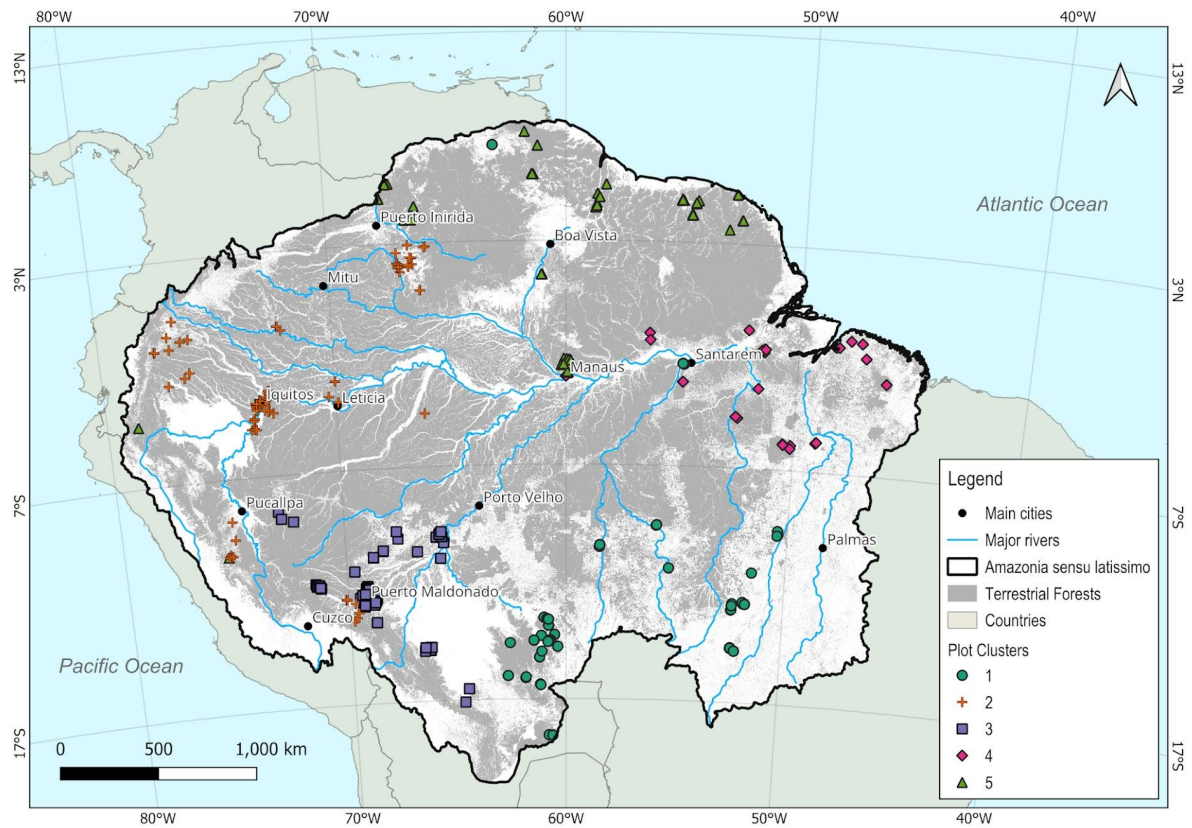 80°W 70°W 60°W 50°W 40°W
13°N
13°N
Atlantic Ocean
Puerto Inirida
Boa Vista
3°N
Mitu
3°N
Manaus
Santarem
Iquitos
Leticia
7°S
Pucallpa
Porto Velho
7°S
Palmas
Puerto Maldonado
Cuzco
Pacific Ocean
17°S
17°S
0 500 1,000 km
Legend
Main cities
Major rivers
Amazonia sensu latissimo
Terrestrial Forests
Countries
Plot Clusters
1
2
3
4
5
80°W 70°W 60°W 50°W 40°W